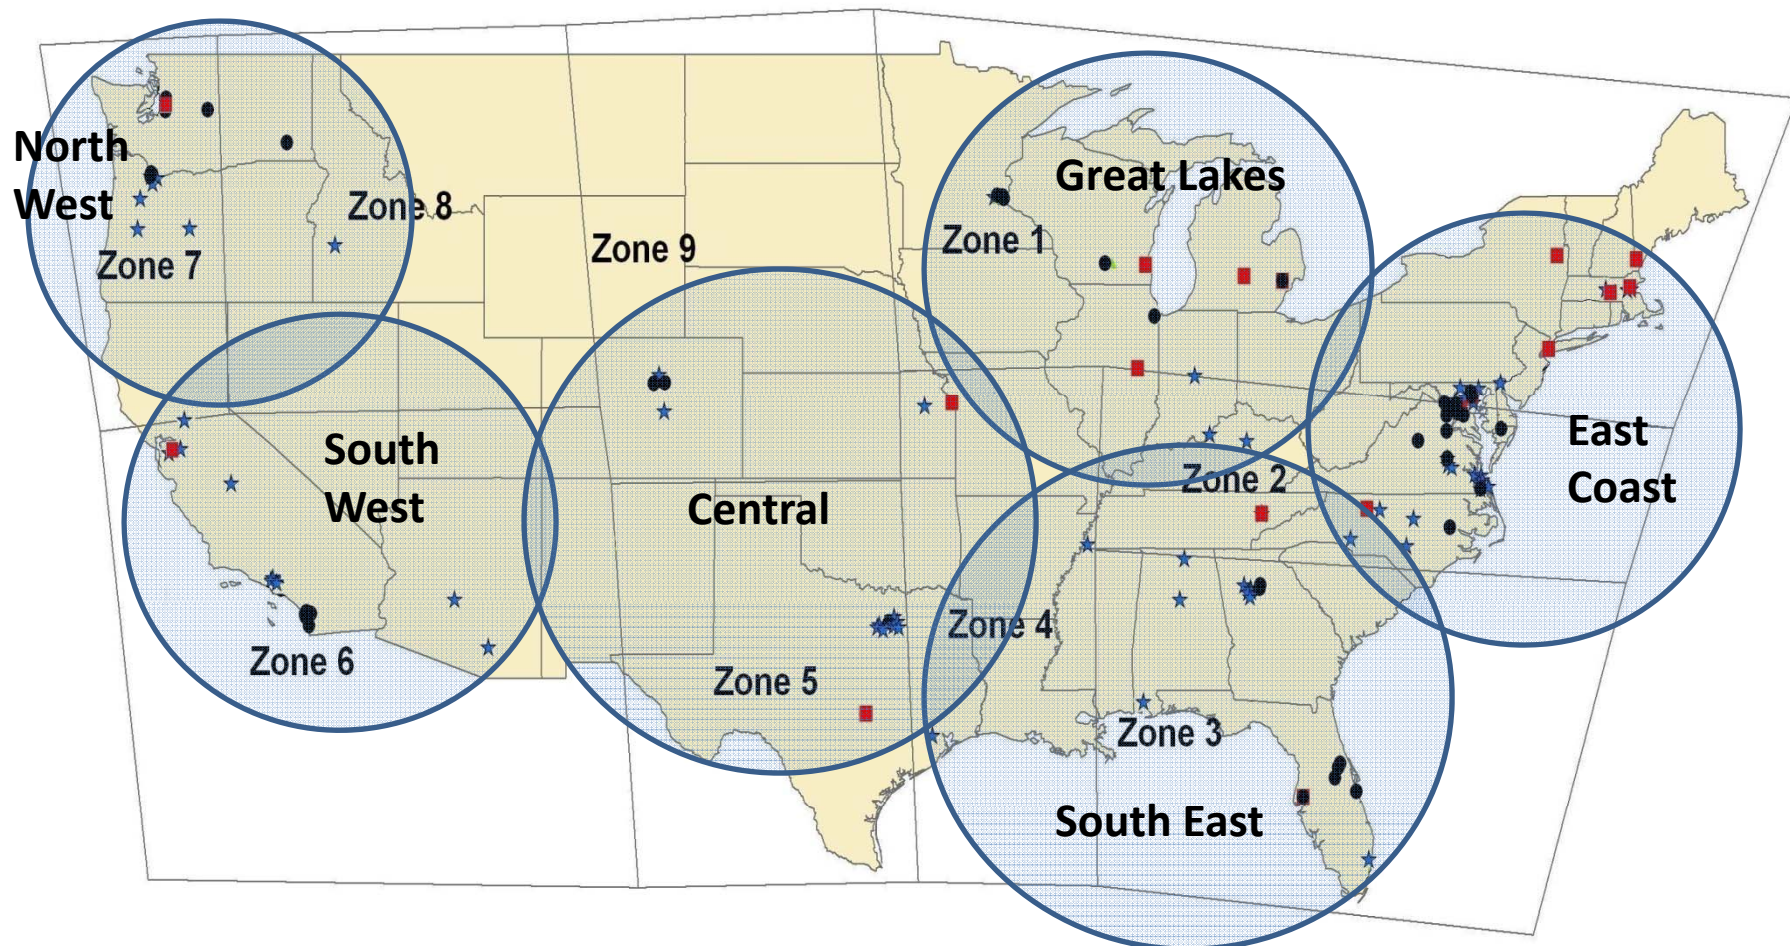 North
West
Zone 8
Zone 7
Zone 9
Great Lakes
Zone 1
South
West
Zone 6
Central
Zone 5
Zone 2
East
Coast
Zone 4
Zone 3
South East